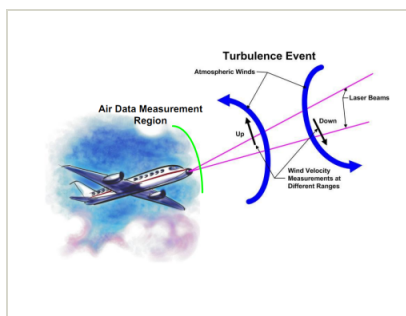 Turbulence Event
Atmospheric Winds
Laser Beams
Air Data Measurement
Region
Up
Down
Wind Velocity
Measurements at
Different Ranges